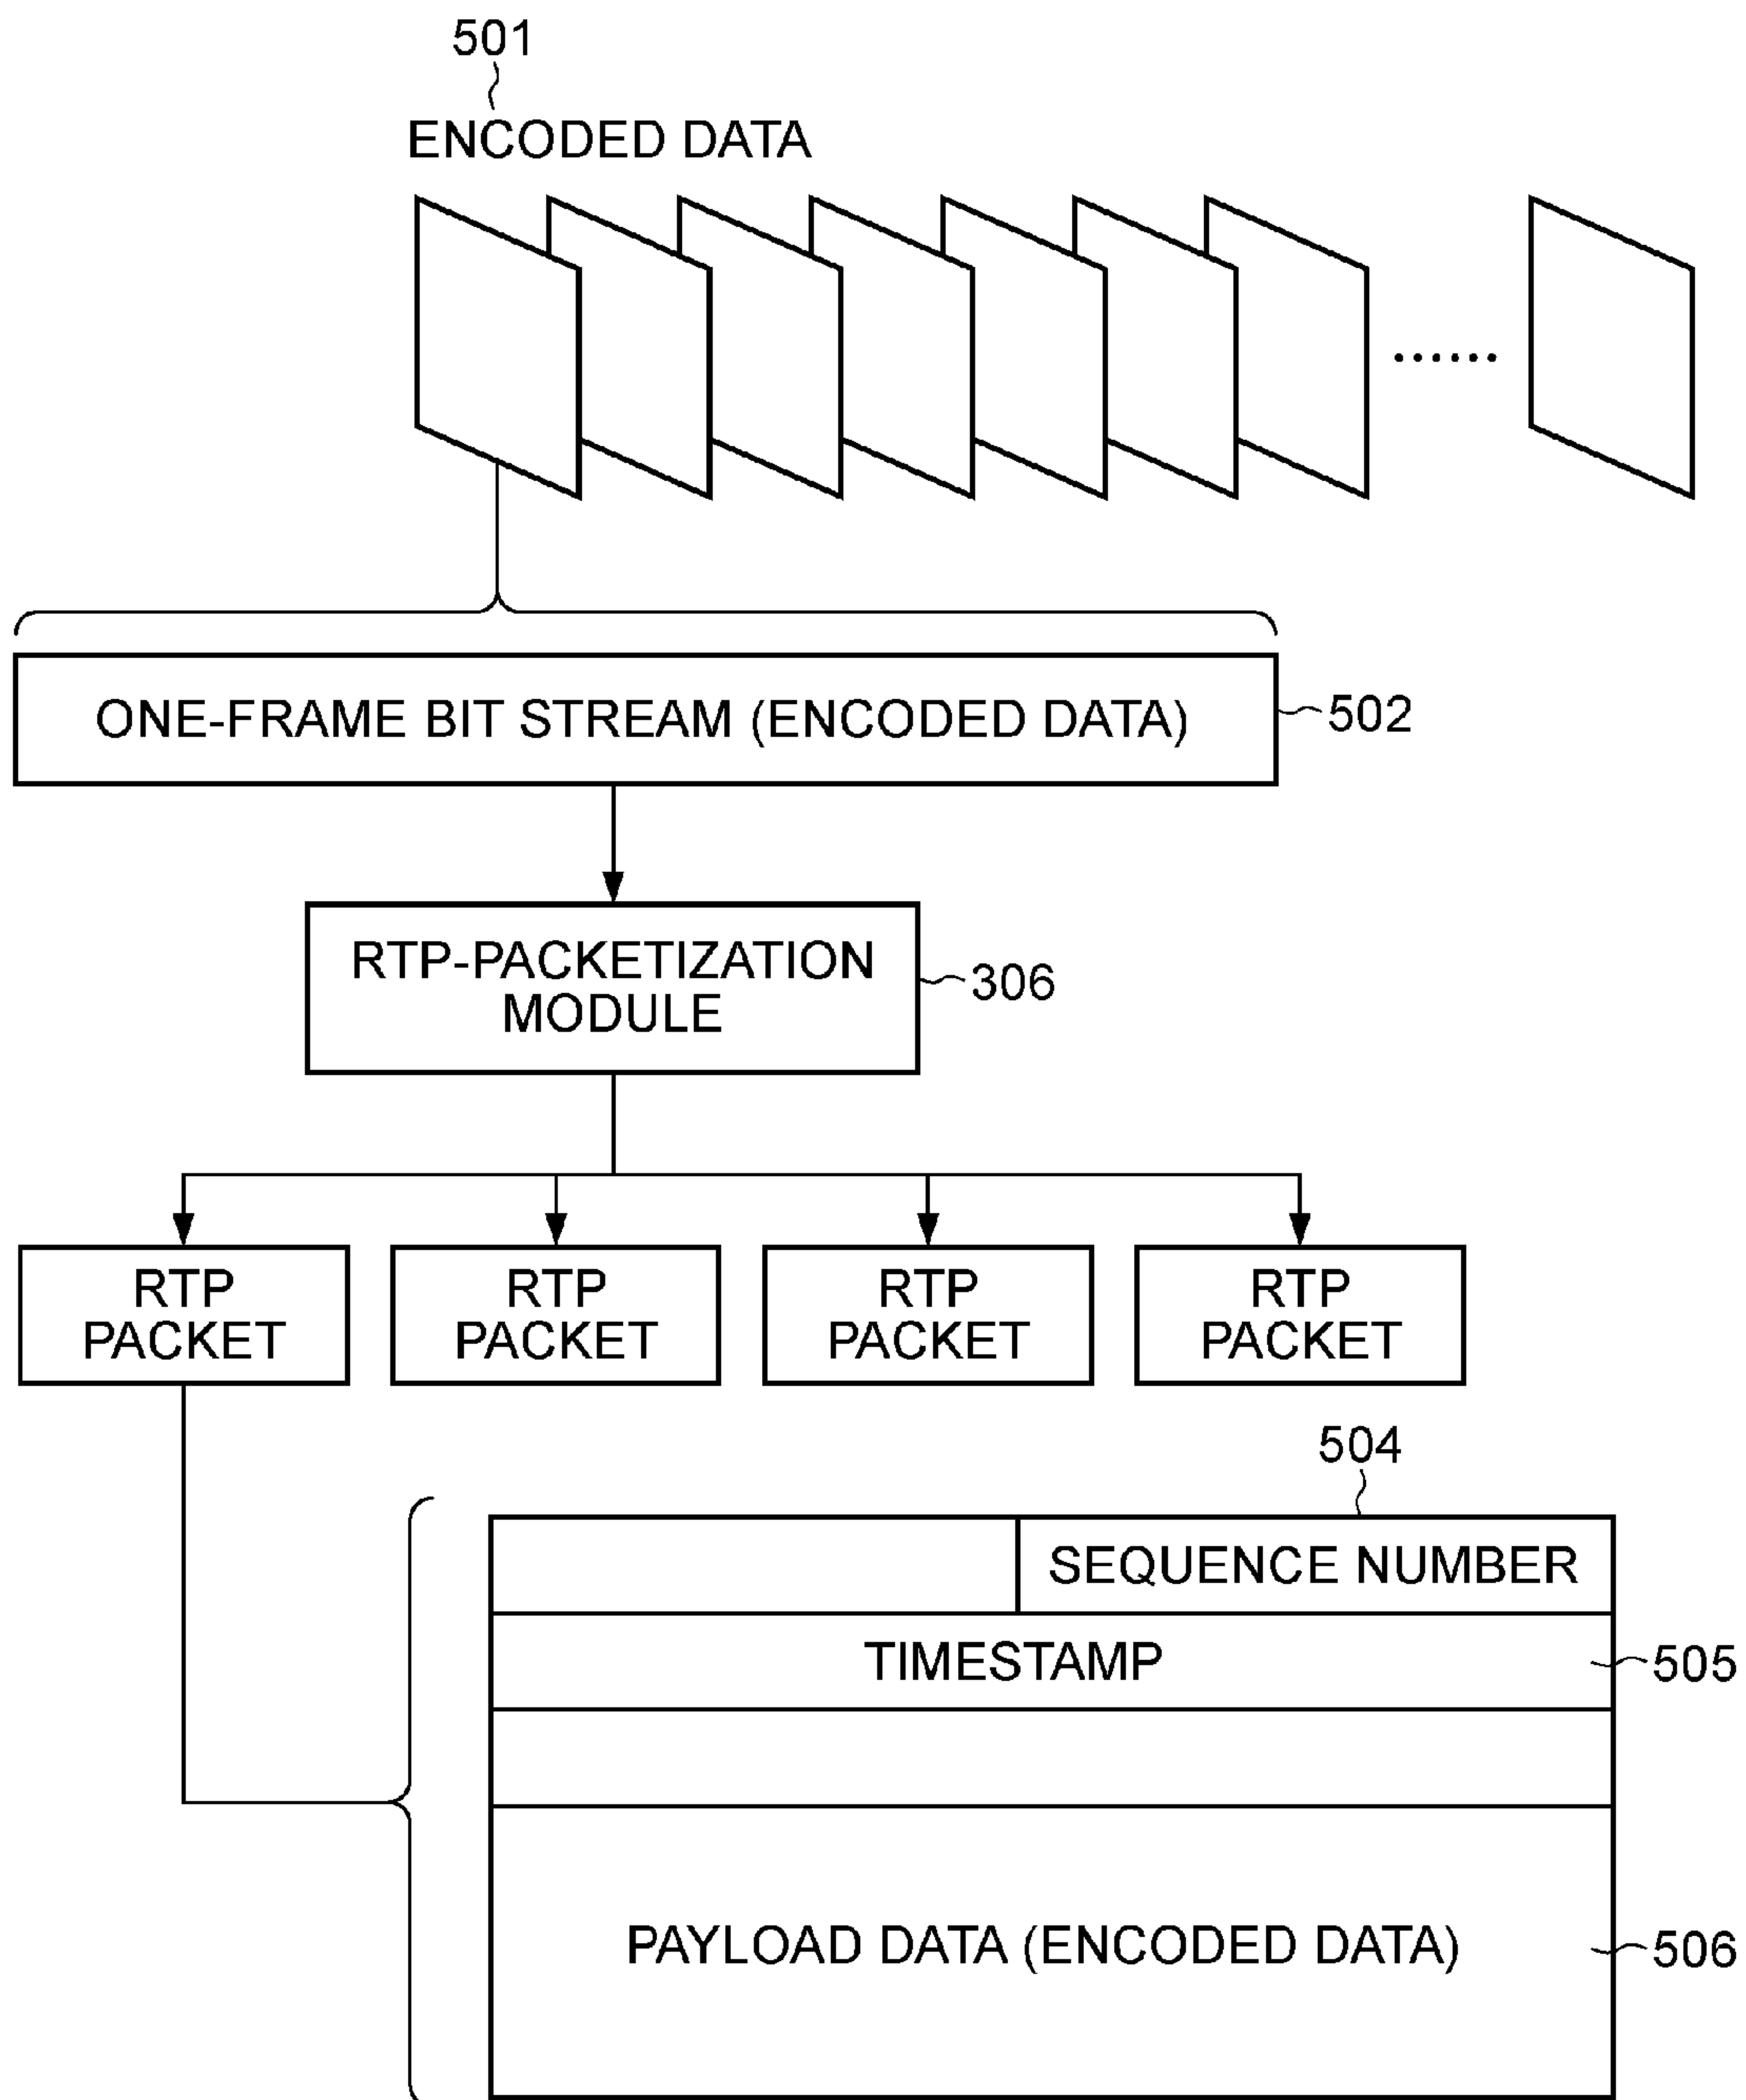 501
ENCODED DATA
......
ONE-FRAME BIT STREAM (ENCODED DATA)
502
RTP-PACKETIZATION
MODULE
306
RTP
PACKET
RTP
PACKET
RTP
PACKET
RTP
PACKET
504
SEQUENCE NUMBER
TIMESTAMP
505
PAYLOAD DATA (ENCODED DATA)
506